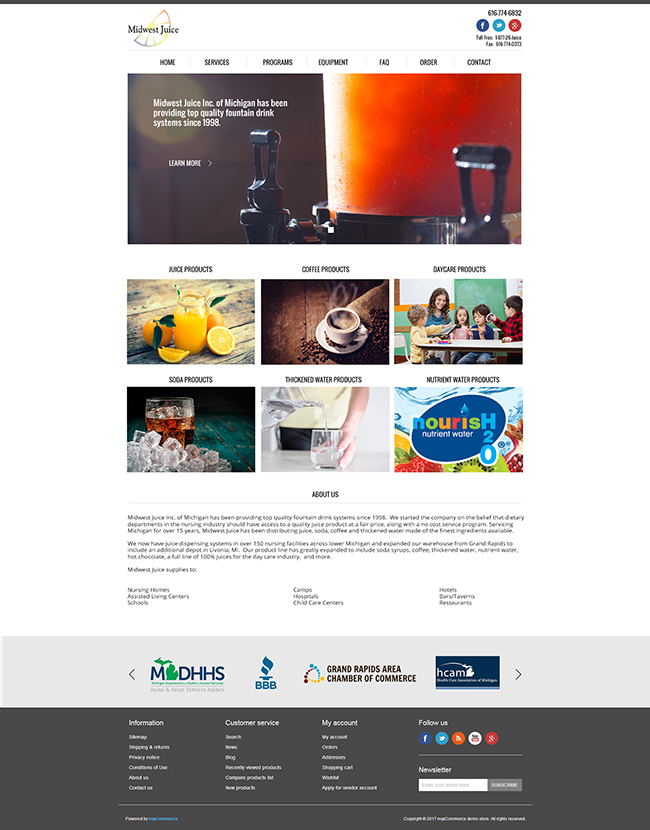 Midwest Juice
616-774-6832
Toll Free: 1-877-26-Juice
Fax: 616-774-0373
HOME SERVICES PROGRAMS EQUIPMENT FAQ ORDER CONTACT
Midwest Juice Inc. of Michigan has been
providing top quality fountain drink
systems since 1998.
LEARN MORE
JUICE PRODUCTS COFFEE PRODUCTS DAYCARE PRODUCTS
SODA PRODUCTS THICKENED WATER PRODUCTS NUTRIENT WATER PRODUCTS
nourisH2O
nutrient water
ABOUT US
Midwest Juice Inc. of Michigan has been providing top quality fountain drink systems since 1998. We started the company on the belief that dietary
departments in the nursing industry should have access to a quality juice product at a fair price, along with a no cost service program. Servicing
Michigan for over 15 years, Midwest Juice has been distributing juice, soda, coffee and thickened water made of the finest ingredients available.
We now have juice dispensing systems in over 150 nursing facilities across lower Michigan and expanded our warehouse from Grand Rapids to
include an additional depot in Livonia, MI. Our product line has greatly expanded to include soda syrups, coffee, thickened water, nutrient water,
hot chocolate, a full line of 100% juices for the day care industry, and more.
Midwest Juice supplies to:
Nursing Homes Camps Hotels
Assisted Living Centers Hospitals Bars/Taverns
Schools Child Care Centers Restaurants
MDHHS
Michigan Department of Health & Human Services
AGING & ADULT SERVICES AGENCY
BBB
GRAND RAPIDS AREA
CHAMBER OF COMMERCE
hcam
Health Care Association of Michigan
Information Customer service My account Follow us
Sitemap Search My account
Shipping & returns News Orders
Privacy notice Blog Addresses
Conditions of Use Recently viewed products Shopping cart
About us Compare products list Wishlist
Contact us New products Apply for vendor account
You Tube
Newsletter
Enter your email here... SUBSCRIBE
Powered by nopCommerce
Copyright © 2017 nopCommerce demo store. All rights reserved.